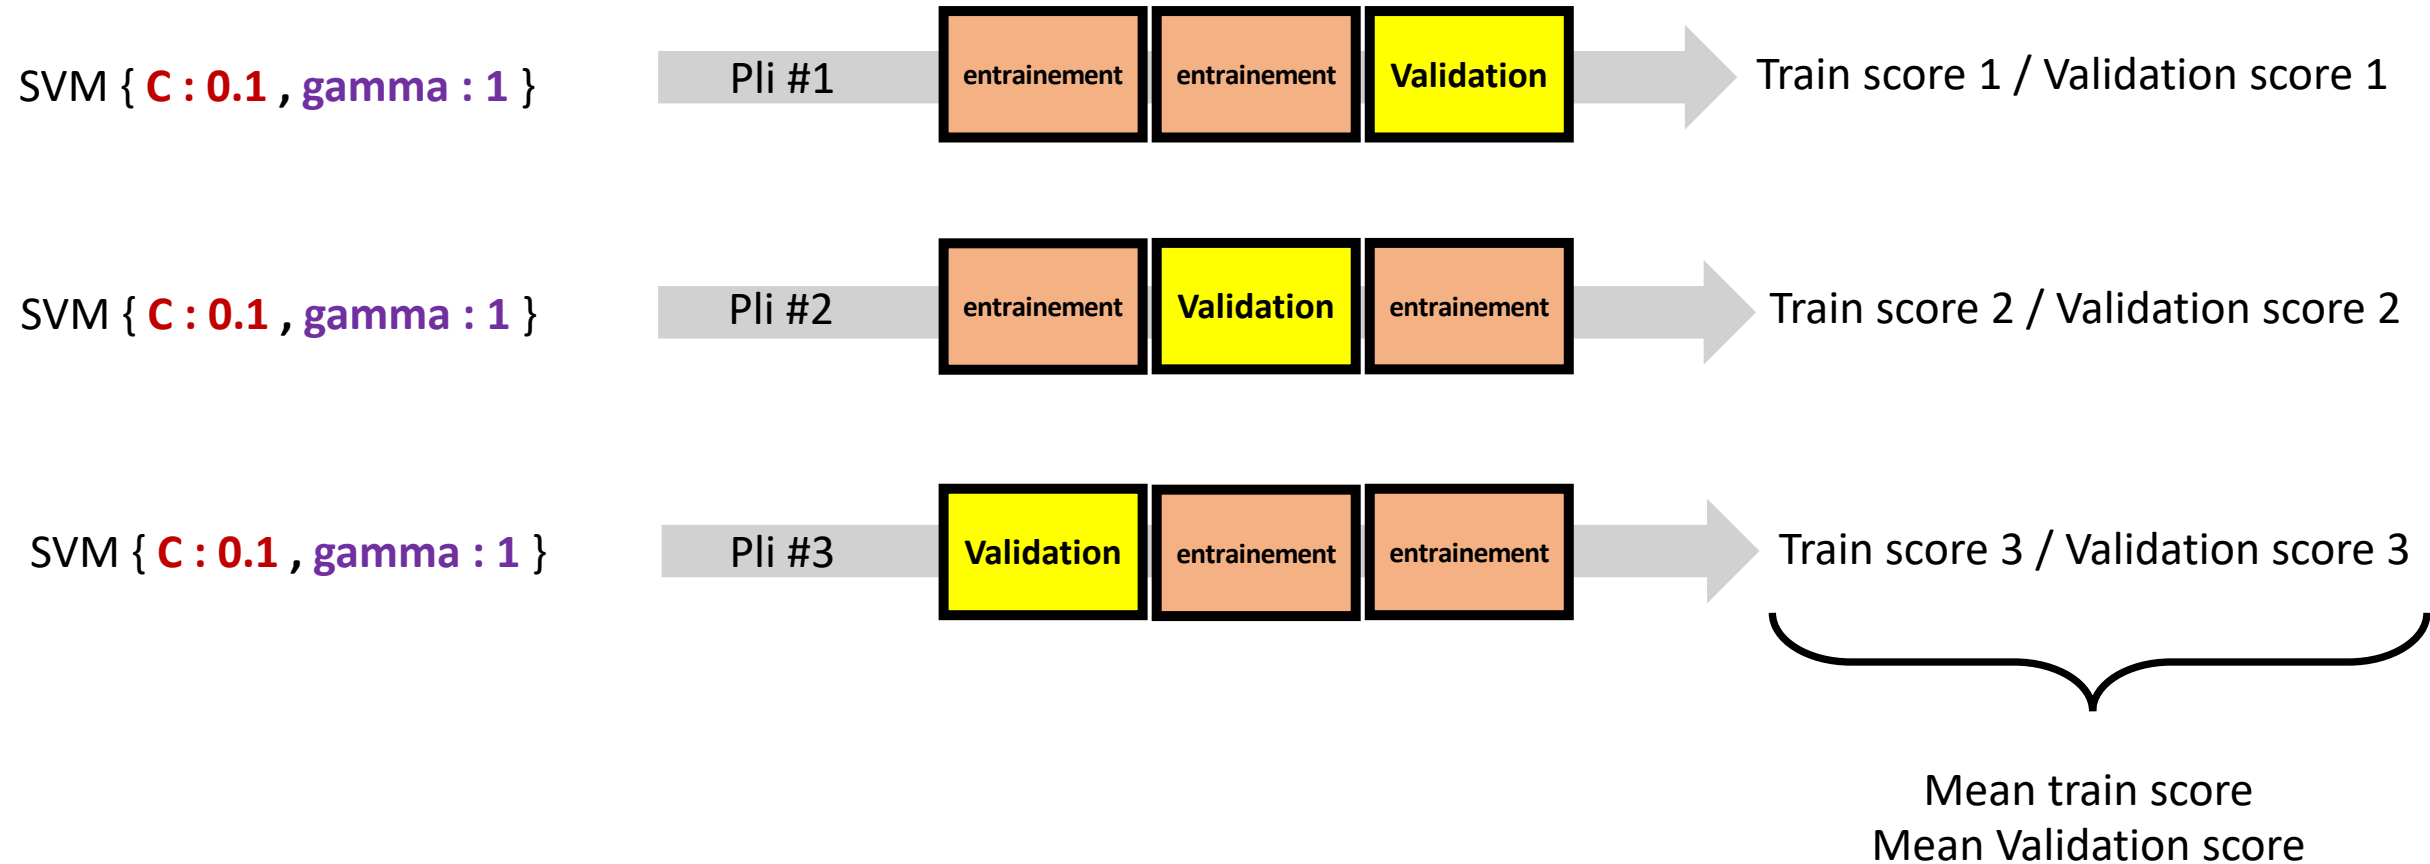 SVM { C : 0.1 , gamma : 1 } Pli #1 entrainement entrainement Validation Train score 1 / Validation score 1
SVM { C : 0.1 , gamma : 1 } Pli #2 entrainement Validation entrainement Train score 2 / Validation score 2
SVM { C : 0.1 , gamma : 1 } Pli #3 Validation entrainement entrainement Train score 3 / Validation score 3
Mean train score
Mean Validation score